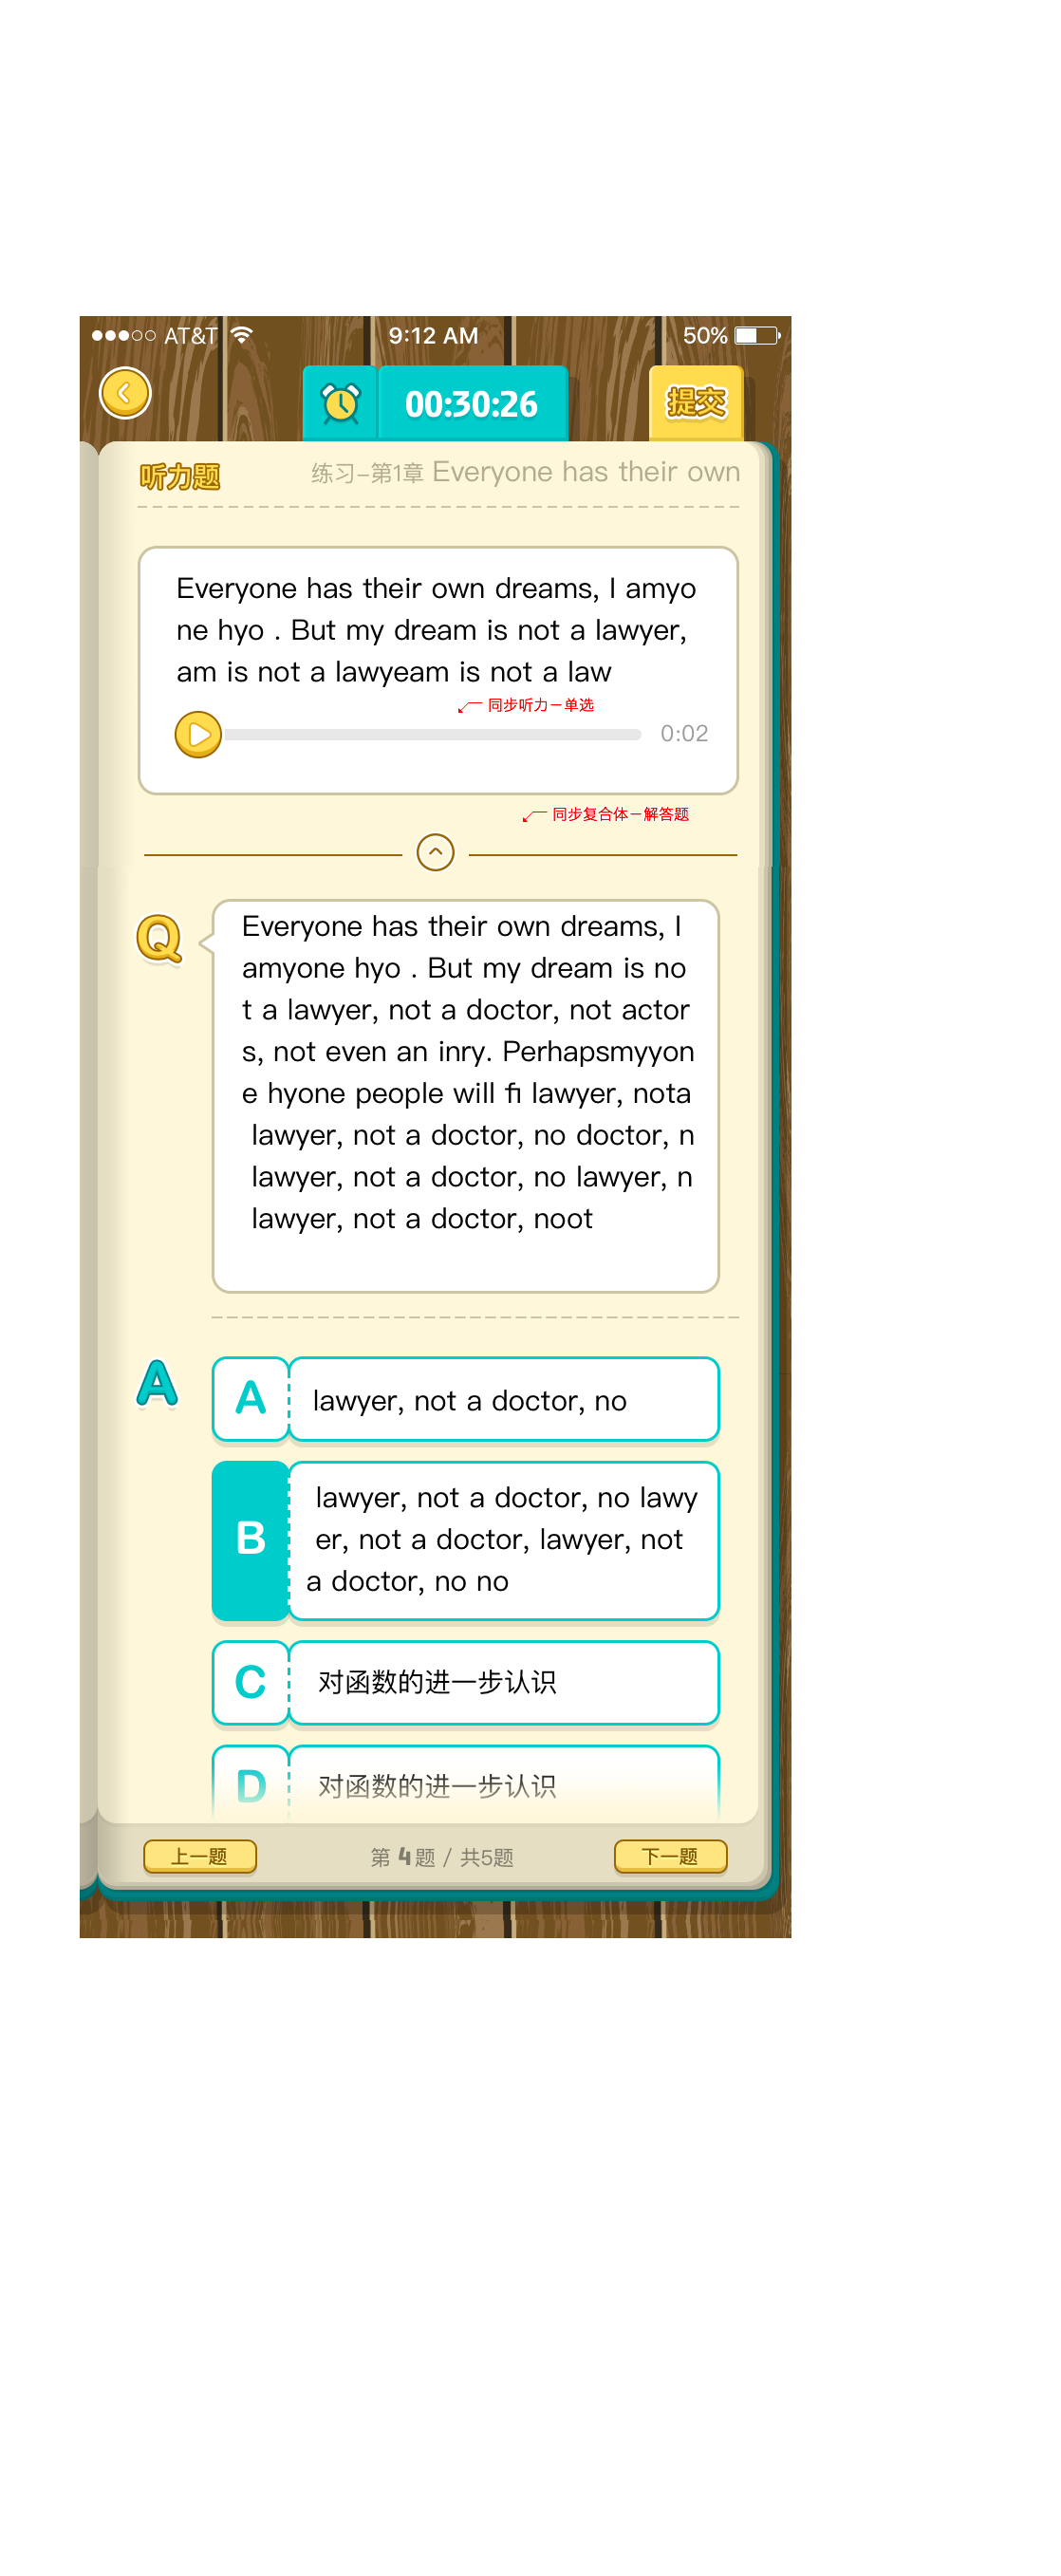 AT&T 9:12 AM 50%
00:30:26 提交
听力题 练习-第1章 Everyone has their own
Everyone has their own dreams, I amyo
ne hyo . But my dream is not a lawyer,
am is not a lawyeam is not a law
同步听力－单选
0:02
同步复合体－解答题
Q
Everyone has their own dreams, I
amyone hyo . But my dream is no
t a lawyer, not a doctor, not actor
s, not even an inry. Perhapsmyyon
e hyone people will fi lawyer, nota
lawyer, not a doctor, no doctor, n
lawyer, not a doctor, no lawyer, n
lawyer, not a doctor, noot
A
A lawyer, not a doctor, no
B
lawyer, not a doctor, no lawy
er, not a doctor, lawyer, not
a doctor, no no
C 对函数的进一步认识
D 对函数的进一步认识
上一题 第 4 题 / 共5题 下一题